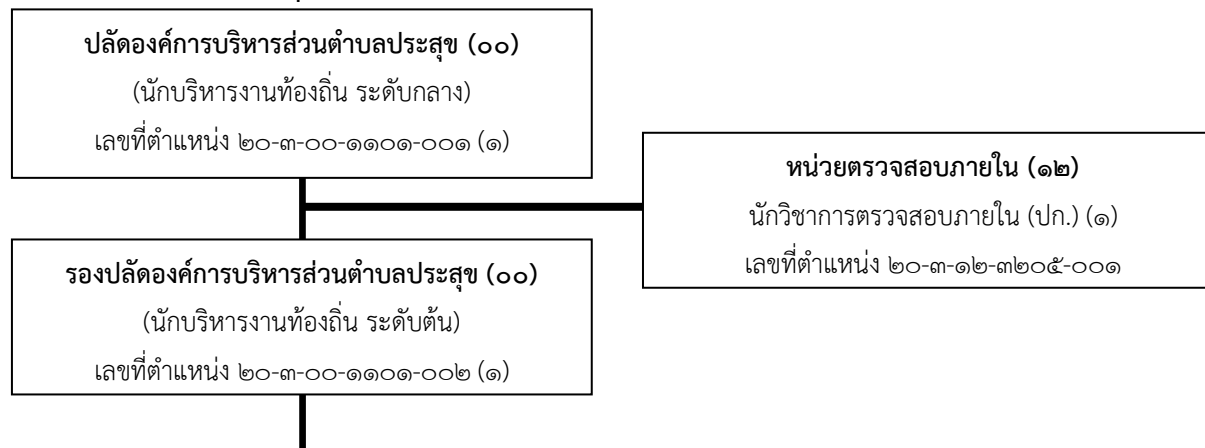 ปลัดองค์การบริหารส่วนตำบลประสุข (๐๐)
(นักบริหารงานท้องถิ่น ระดับกลาง)
เลขที่ตำแหน่ง ๒๐-๓-๐๐-๑๑๐๑-๐๐๑ (๑)
หน่วยตรวจสอบภายใน (๑๒)
นักวิชาการตรวจสอบภายใน (ปก.) (๑)
เลขที่ตำแหน่ง ๒๐-๓-๑๒-๓๒๐๕-๐๐๑
รองปลัดองค์การบริหารส่วนตำบลประสุข (๐๐)
(นักบริหารงานท้องถิ่น ระดับต้น)
เลขที่ตำแหน่ง ๒๐-๓-๐๐-๑๑๐๑-๐๐๒ (๑)